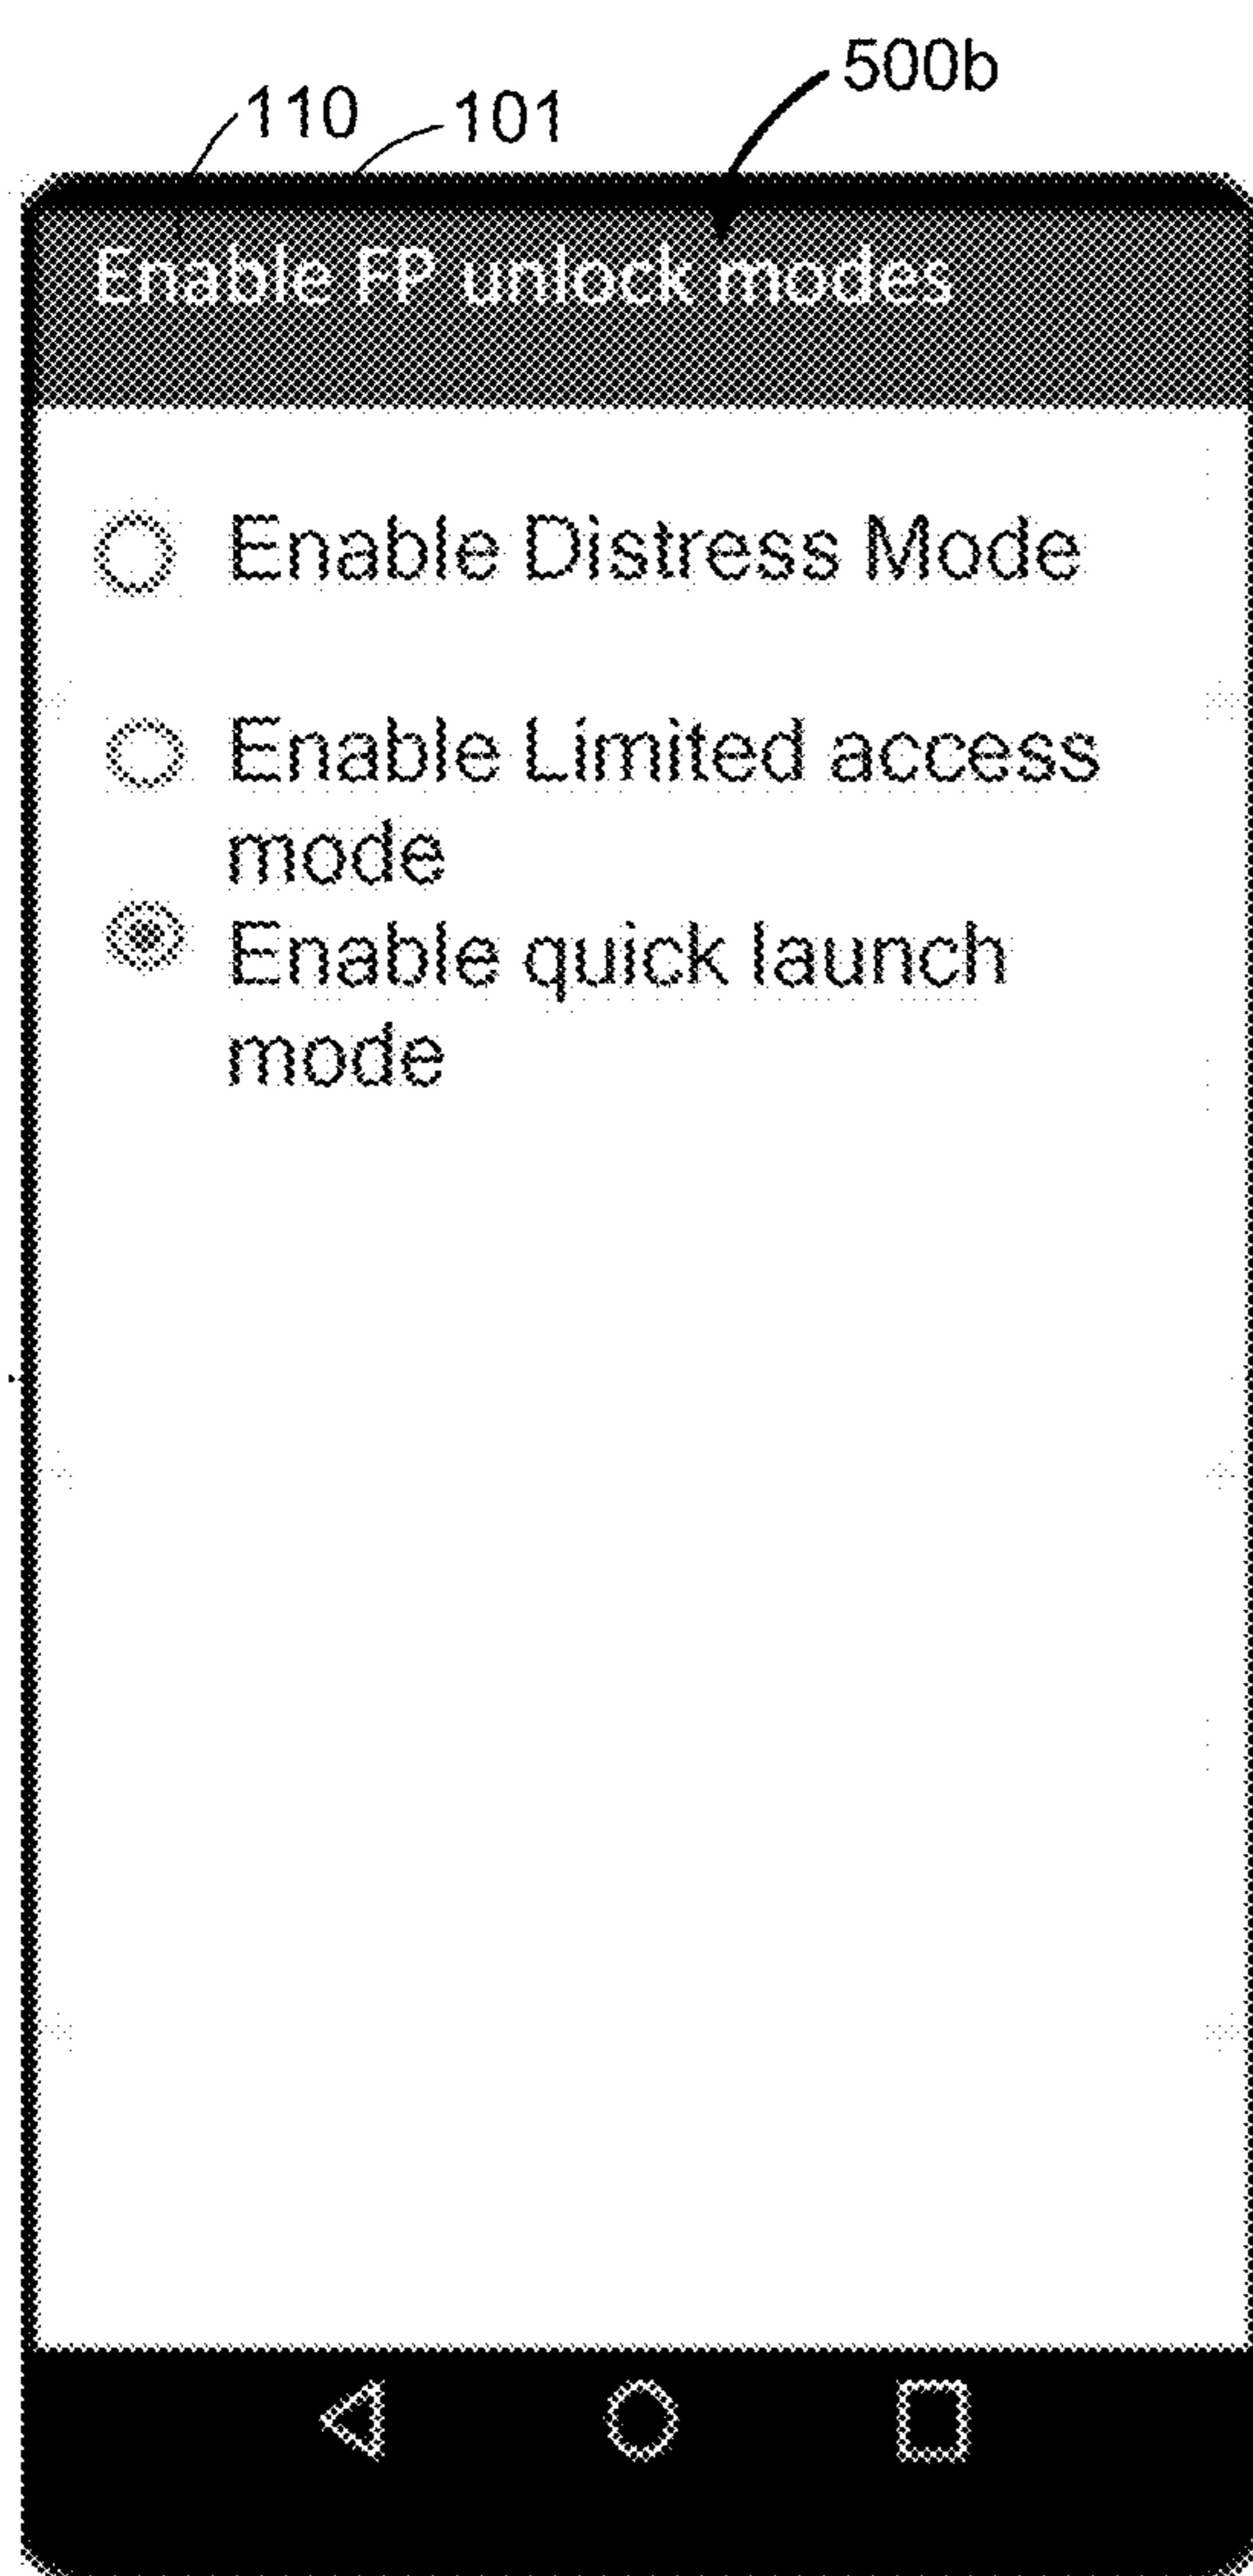 110 101 500b
Enable FP unlock modes
Enable Distress Mode
Enable Limited access
mode
Enable quick launch
mode